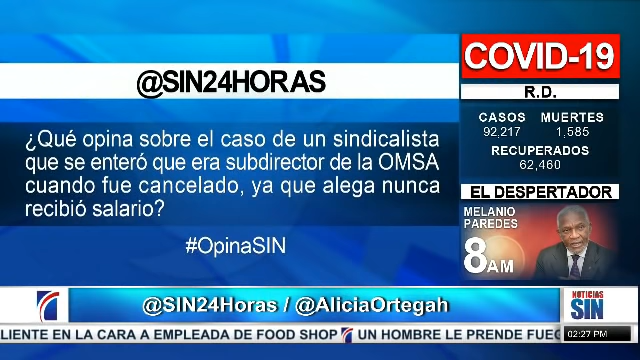 @SIN24HORAS
¿Qué opina sobre el caso de un sindicalista
que se enteró que era subdirector de la OMSA
cuando fue cancelado, ya que alega nunca
recibió salario?
#OpinaSIN
COVID-19
R.D.
CASOS MUERTES
92,217 1,585
RECUPERADOS
62,460
EL DESPERTADOR
MELANIO
PAREDES
8AM
@SIN24Horas / @AliciaOrtegah
NOTICIAS
SIN
02:27 PM
LIENTE EN LA CARA A EMPLEADA DE FOOD SHOP UN HOMBRE LE PRENDE FUE